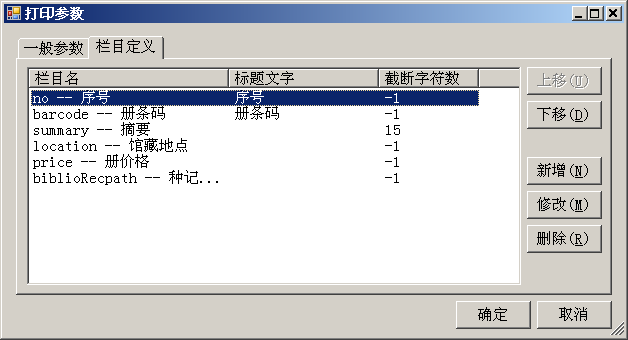 打印参数
一般参数 栏目定义
栏目名 标题文字 截断字符数
no -- 序号 序号 -1
barcode -- 册条码 册条码 -1
summary -- 摘要 15
location -- 馆藏地点 -1
price -- 册价格 -1
biblioRecpath -- 种记... -1
上移(U)
下移(D)
新增(N)
修改(M)
删除(R)
确定 取消